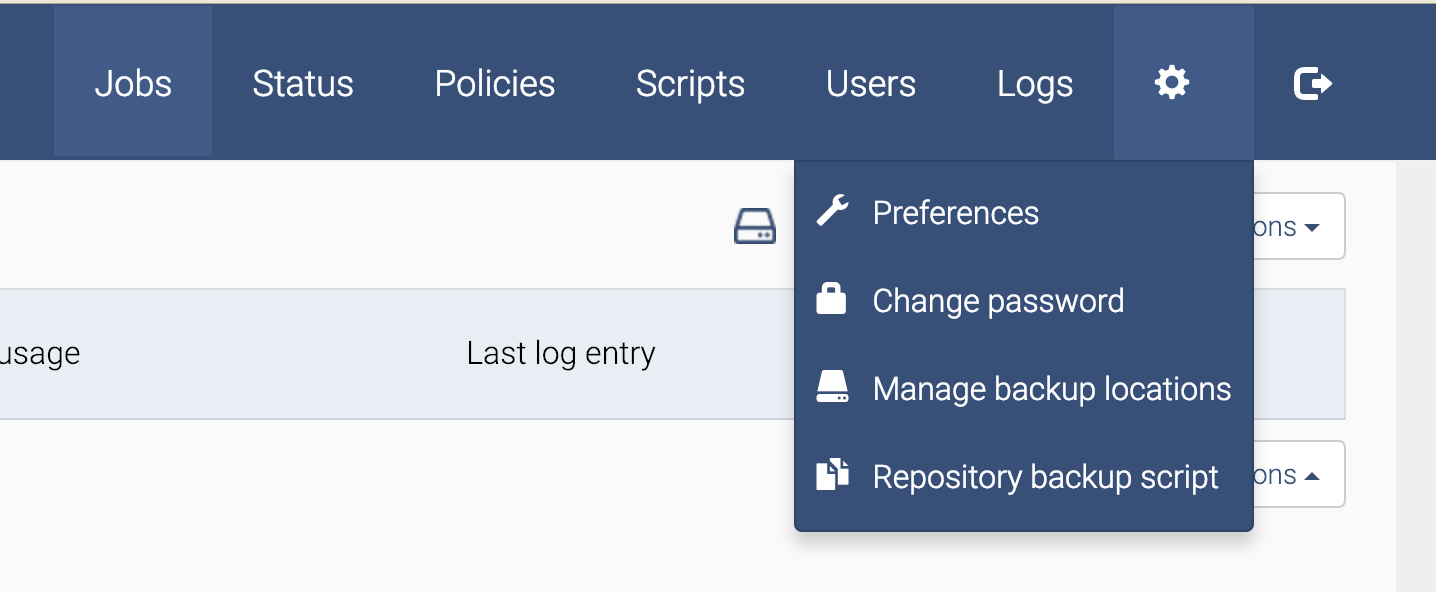 Jobs Status Policies Scripts Users Logs
Preferences
ons
Change password
usage Last log entry
Manage backup locations
Repository backup script
ons